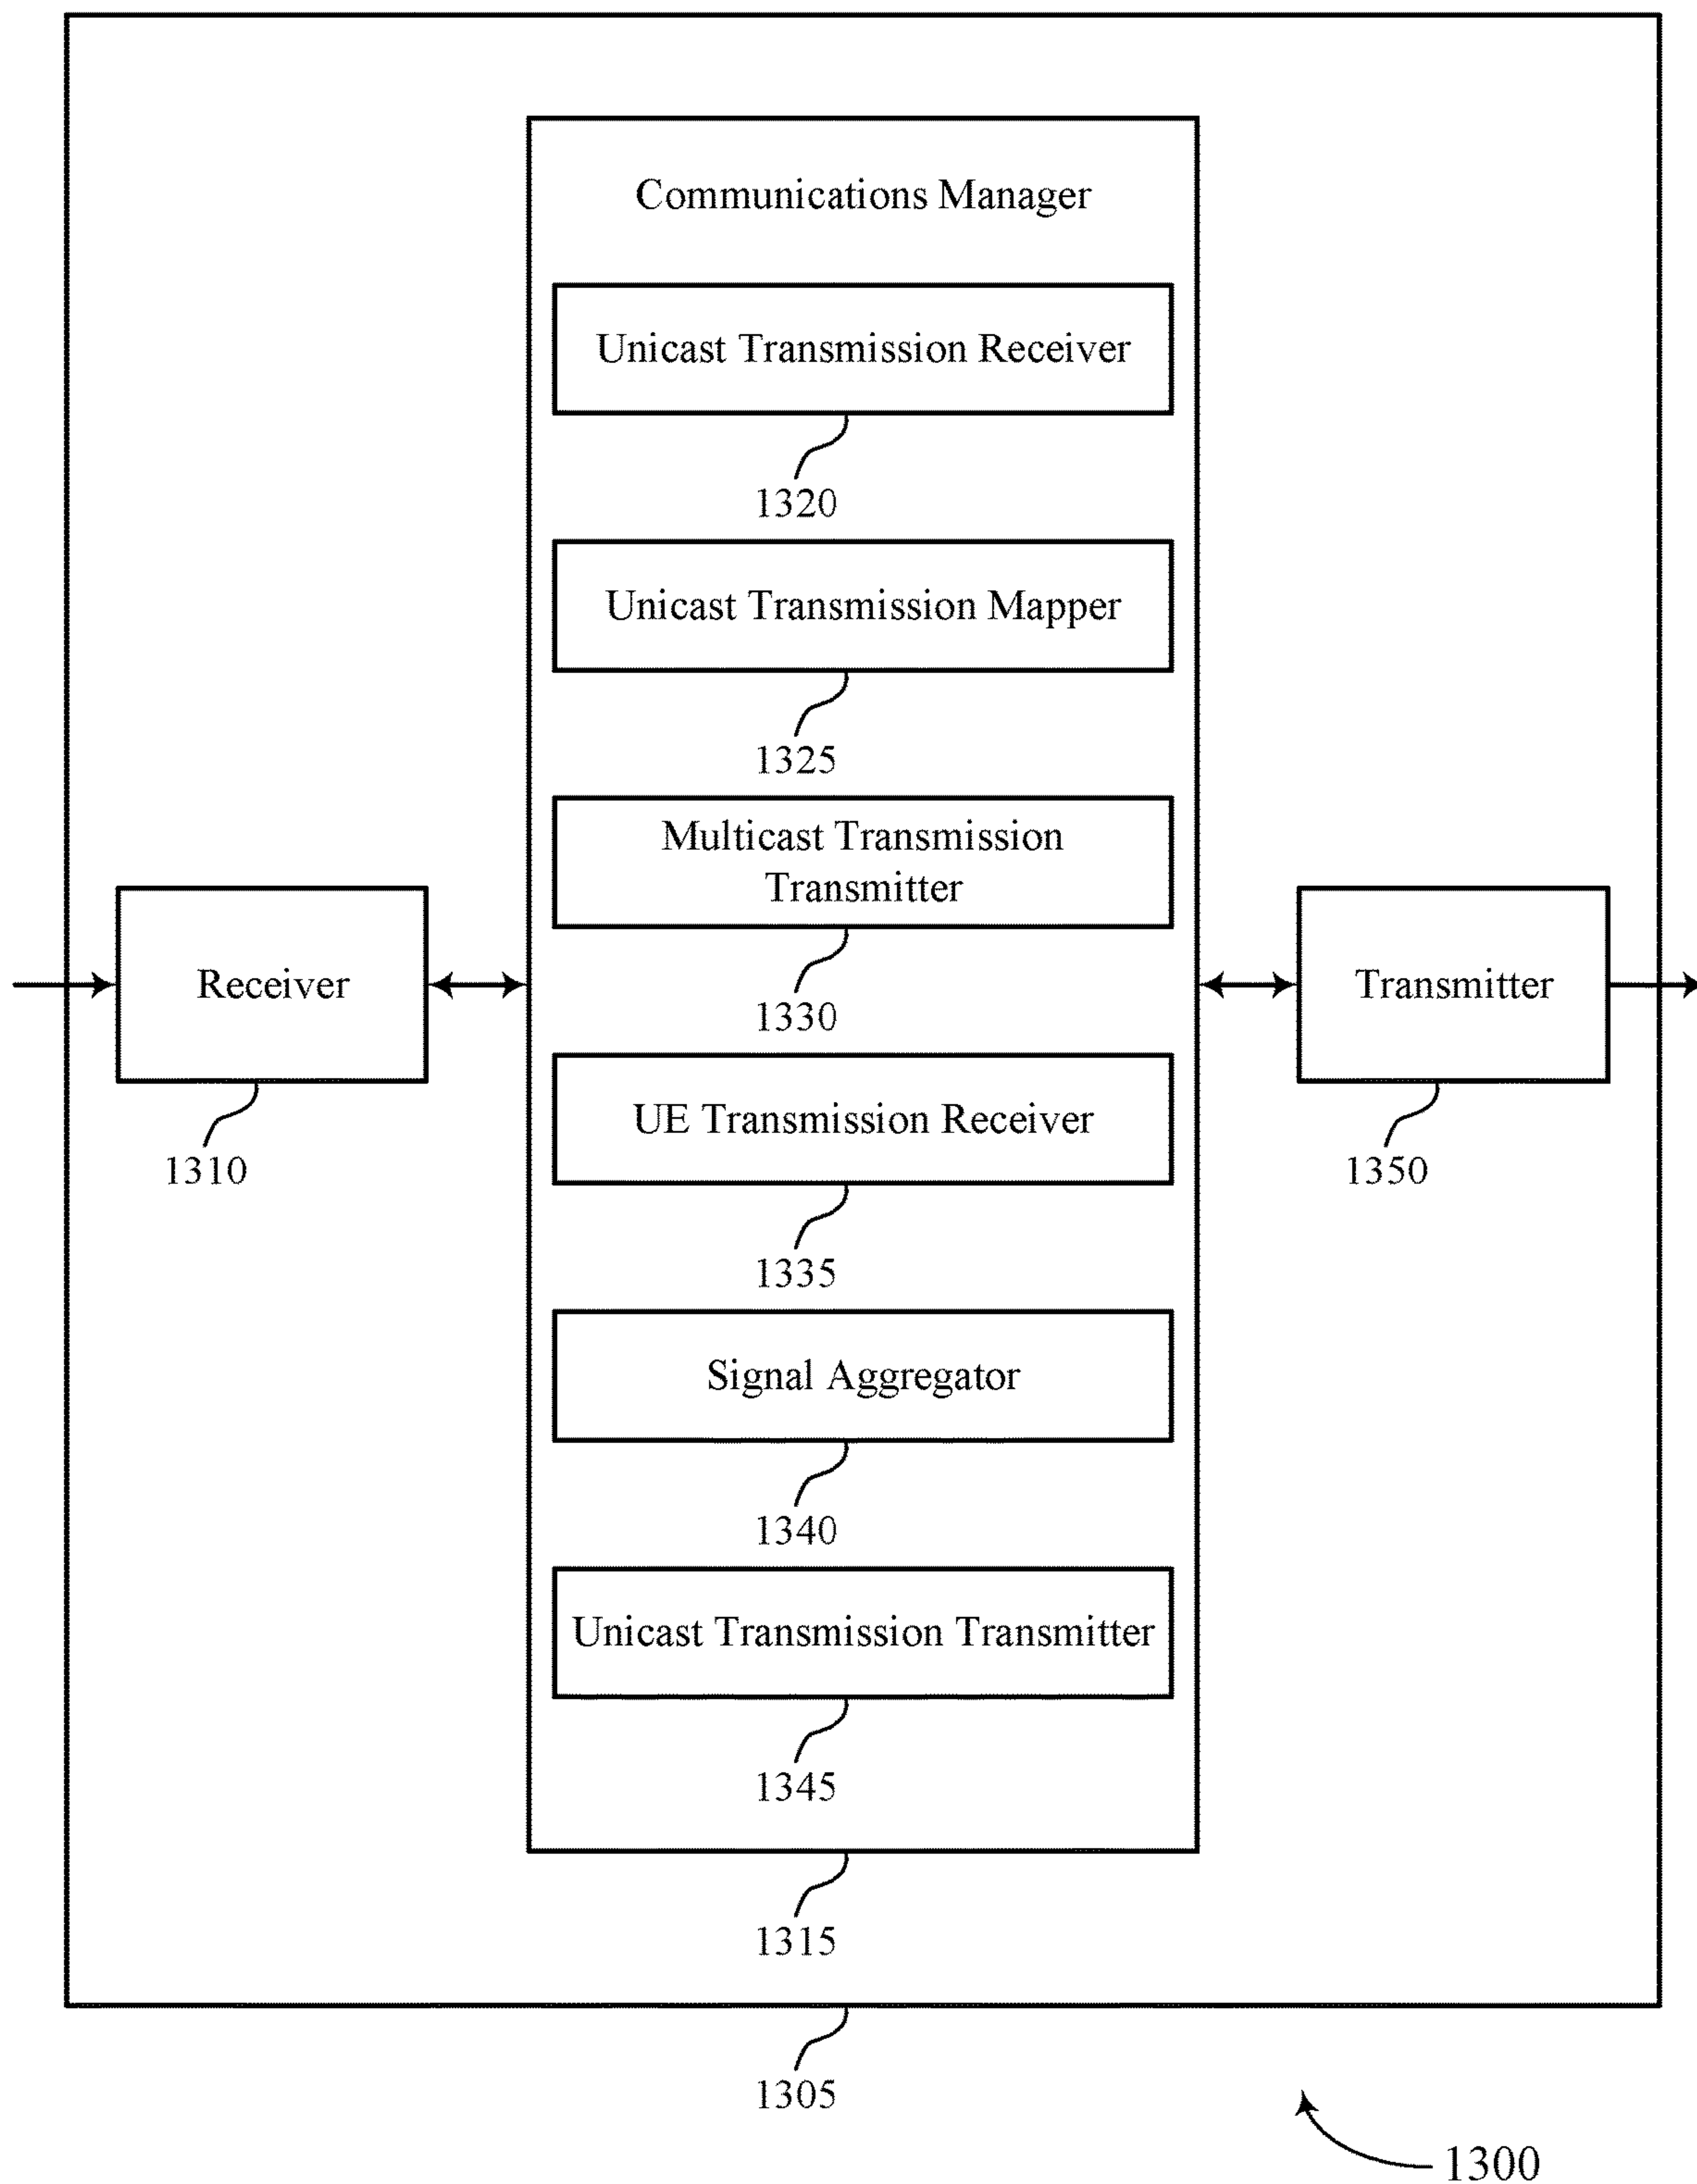 Communications Manager
Unicast Transmission Receiver
1320
Unicast Transmission Mapper
1325
Multicast Transmission
Transmitter
1330
Receiver
1310
Transmitter
1350
UE Transmission Receiver
1335
Signal Aggregator
1340
Unicast Transmission Transmitter
1345
1315
1305
1300